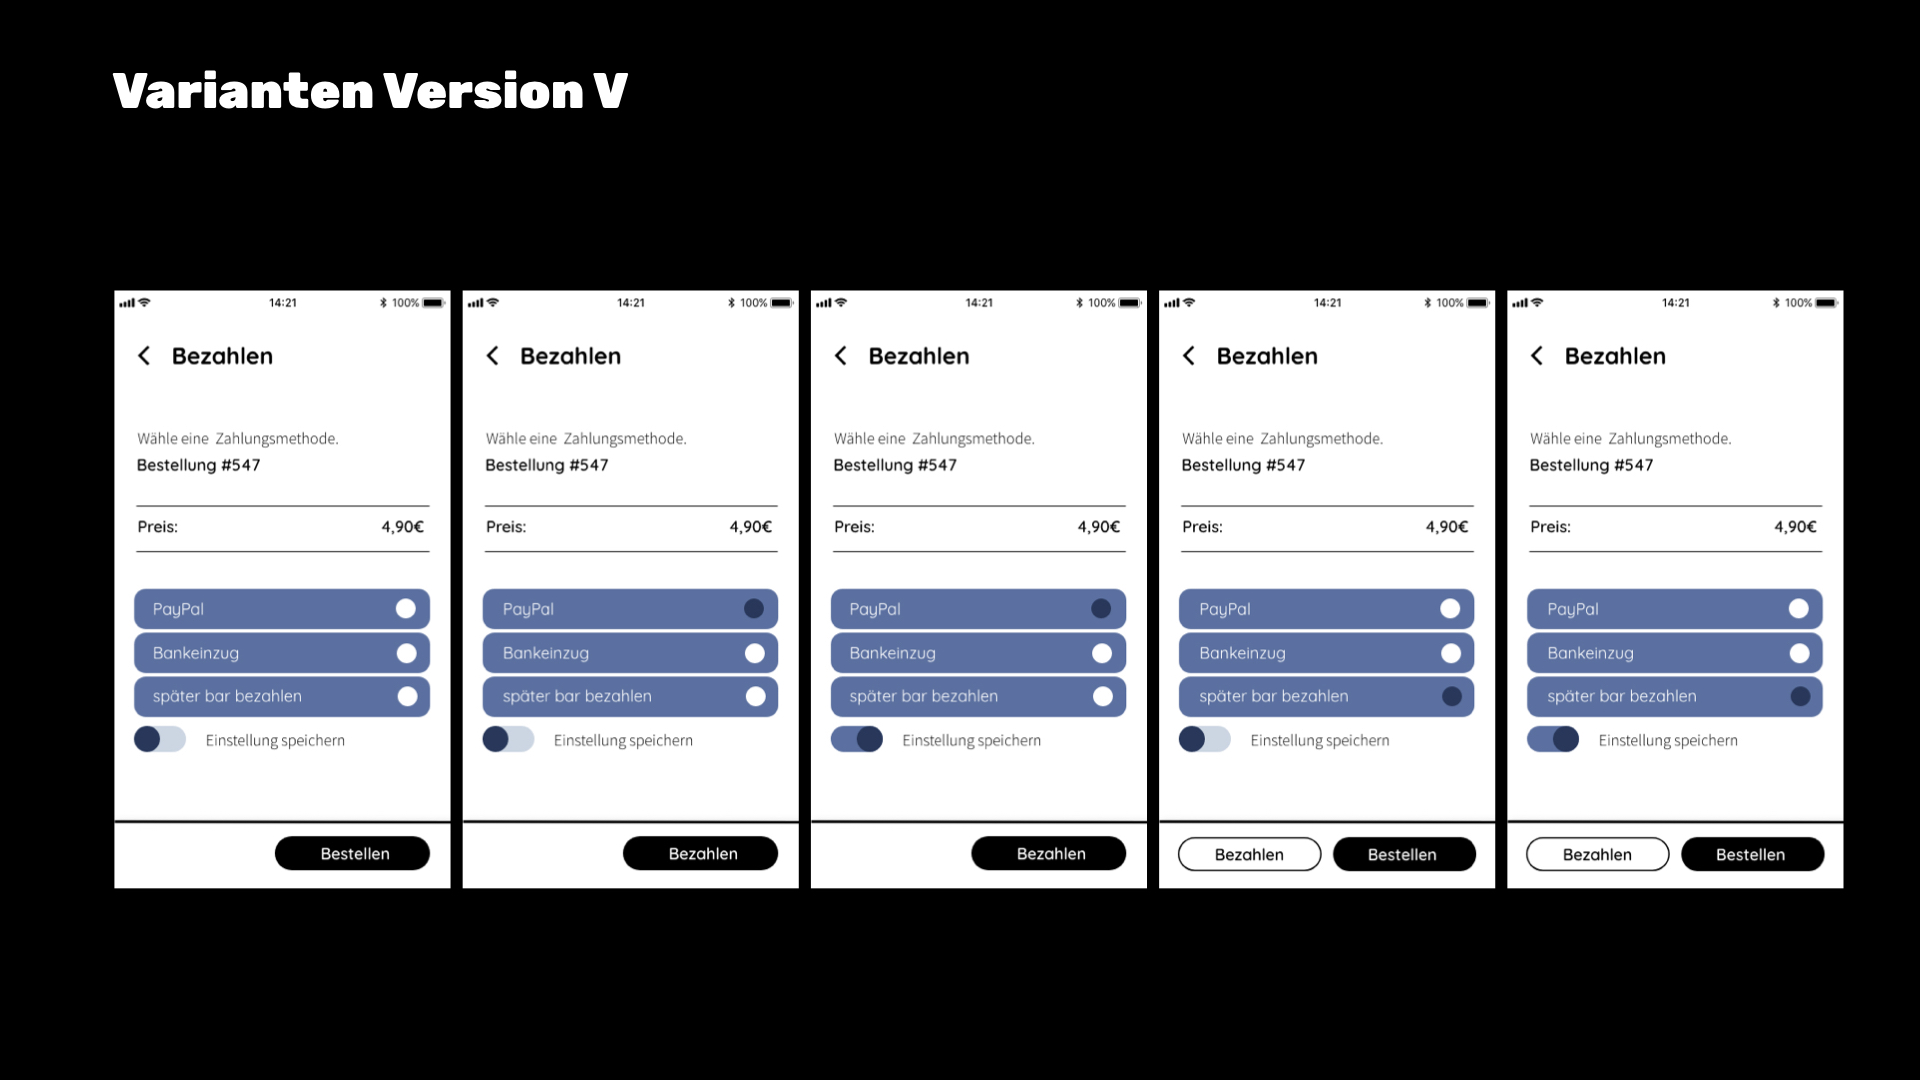 Varianten Version V
14:21
100%
Bezahlen
Wähle eine Zahlungsmethode.
Bestellung #547
Preis: 4,90€
PayPal
Bankeinzug
später bar bezahlen
Einstellung speichern
Bestellen
14:21
100%
Bezahlen
Wähle eine Zahlungsmethode.
Bestellung #547
Preis: 4,90€
PayPal
Bankeinzug
später bar bezahlen
Einstellung speichern
Bezahlen
14:21
100%
Bezahlen
Wähle eine Zahlungsmethode.
Bestellung #547
Preis: 4,90€
PayPal
Bankeinzug
später bar bezahlen
Einstellung speichern
Bezahlen
14:21
100%
Bezahlen
Wähle eine Zahlungsmethode.
Bestellung #547
Preis: 4,90€
PayPal
Bankeinzug
später bar bezahlen
Einstellung speichern
Bezahlen Bestellen
14:21
100%
Bezahlen
Wähle eine Zahlungsmethode.
Bestellung #547
Preis: 4,90€
PayPal
Bankeinzug
später bar bezahlen
Einstellung speichern
Bezahlen Bestellen